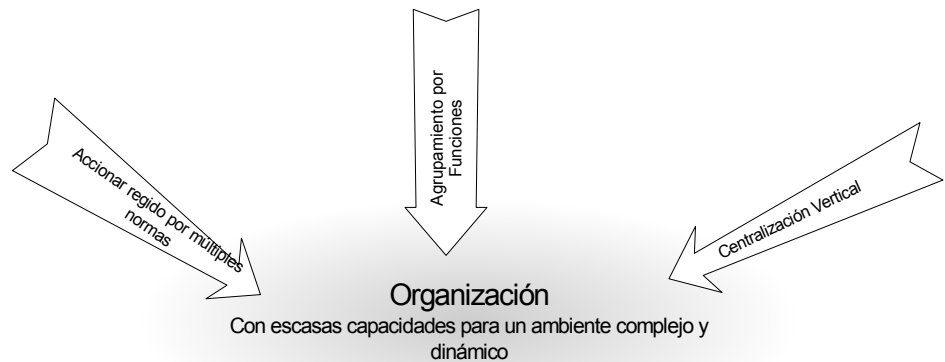 Accionar regido por múltiples
normas
Agrupamiento por
Funciones
Centralización Vertical
Organización
Con escasas capacidades para un ambiente complejo y
dinámico